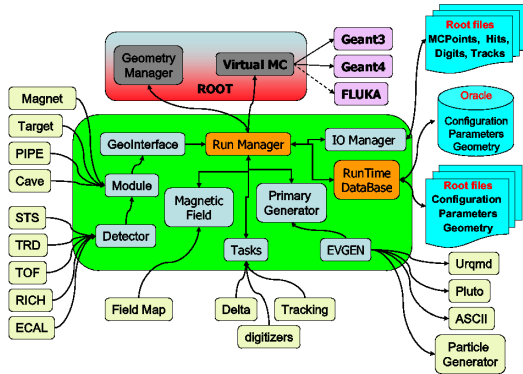 Geant3
Geant4
FLUKA
Geometry
Manager
Virtual MC
ROOT
Root files
MCPoints, Hits,
Digits, Tracks
Magnet
Target
PIPE
Cave
GeoInterface
Run Manager
IO Manager
Oracle
Configuration
Parameters
Geometry
Module
Magnetic
Field
Primary
Generator
RunTime
DataBase
Root files
Configuration
Parameters
Geometry
STS
TRD
TOF
RICH
ECAL
Detector
Tasks
EVGEN
Field Map
Delta
digitizers
Tracking
Urqmd
Pluto
ASCII
Particle
Generator